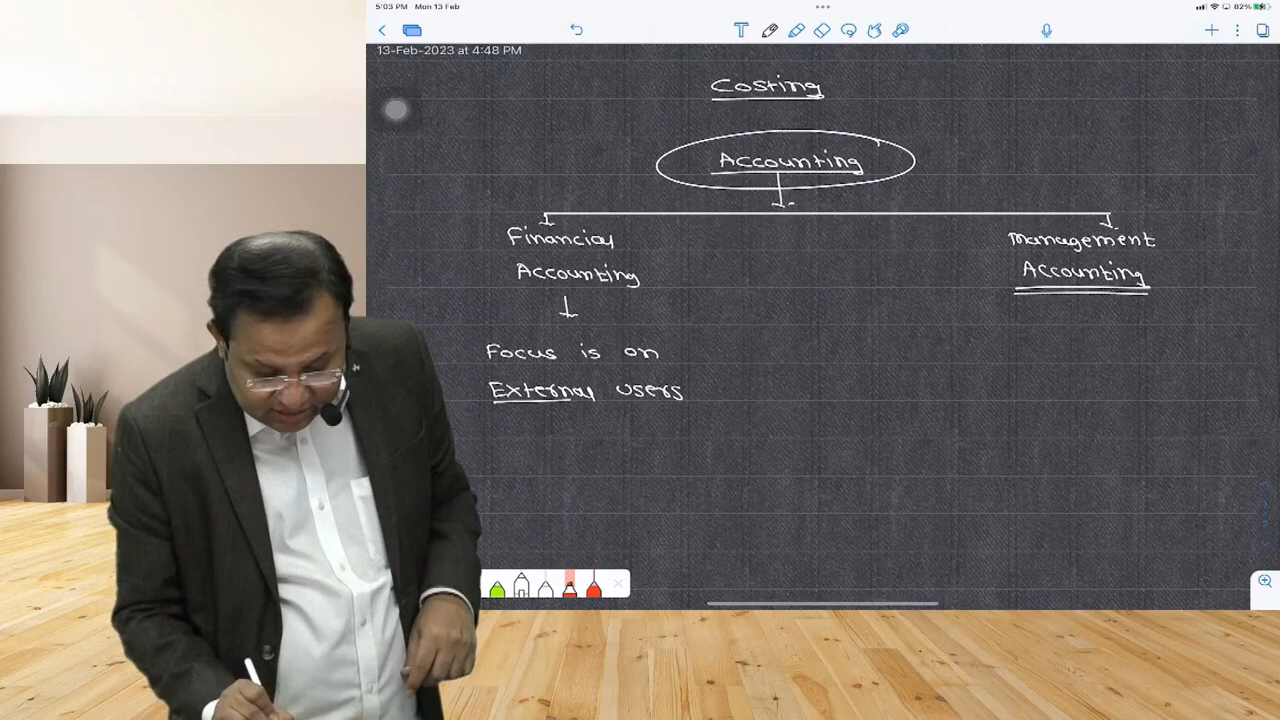 5:03 PM Mon 13 Feb
82%
13-Feb-2023 at 4:48 PM
Costing
Accounting
Financial
Accounting
Management
Accounting
Focus is on
External users